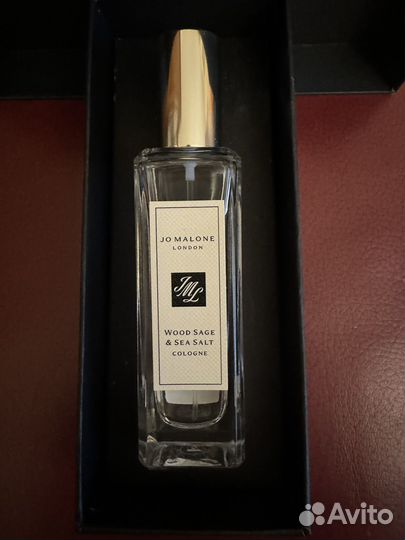 JO MALONE
LONDON
JML
WOOD SAGE
& SEA SALT
COLOGNE
Avito